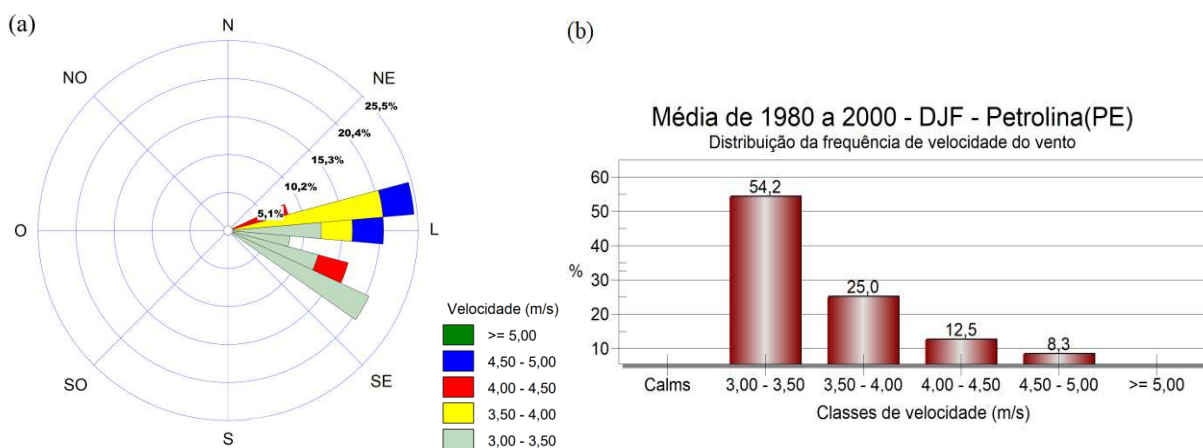 (a)
N
NO
NE
25,5%
20,4%
15,3%
10,2%
5,1%
O
L
SO
SE
S
Velocidade (m/s)
>= 5,00
4,50 - 5,00
4,00 - 4,50
3,50 - 4,00
3,00 - 3,50
(b)
Média de 1980 a 2000 - DJF - Petrolina(PE)
Distribuição da frequência de velocidade do vento
60
50
40
%
30
20
10
54,2
25,0
12,5
8,3
Calms
3,00 - 3,50
3,50 - 4,00
4,00 - 4,50
4,50 - 5,00
>= 5,00
Classes de velocidade (m/s)